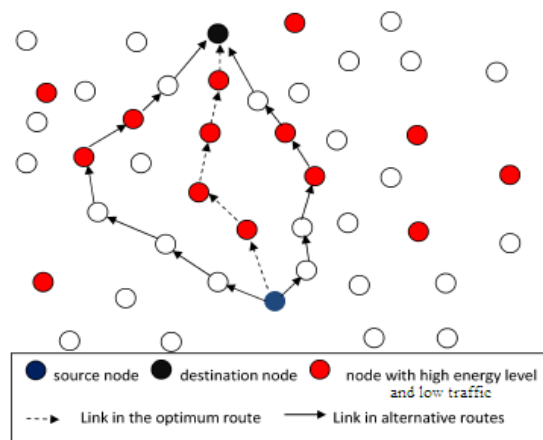 source node destination node node with high energy level
and low traffic
Link in the optimum route Link in alternative routes